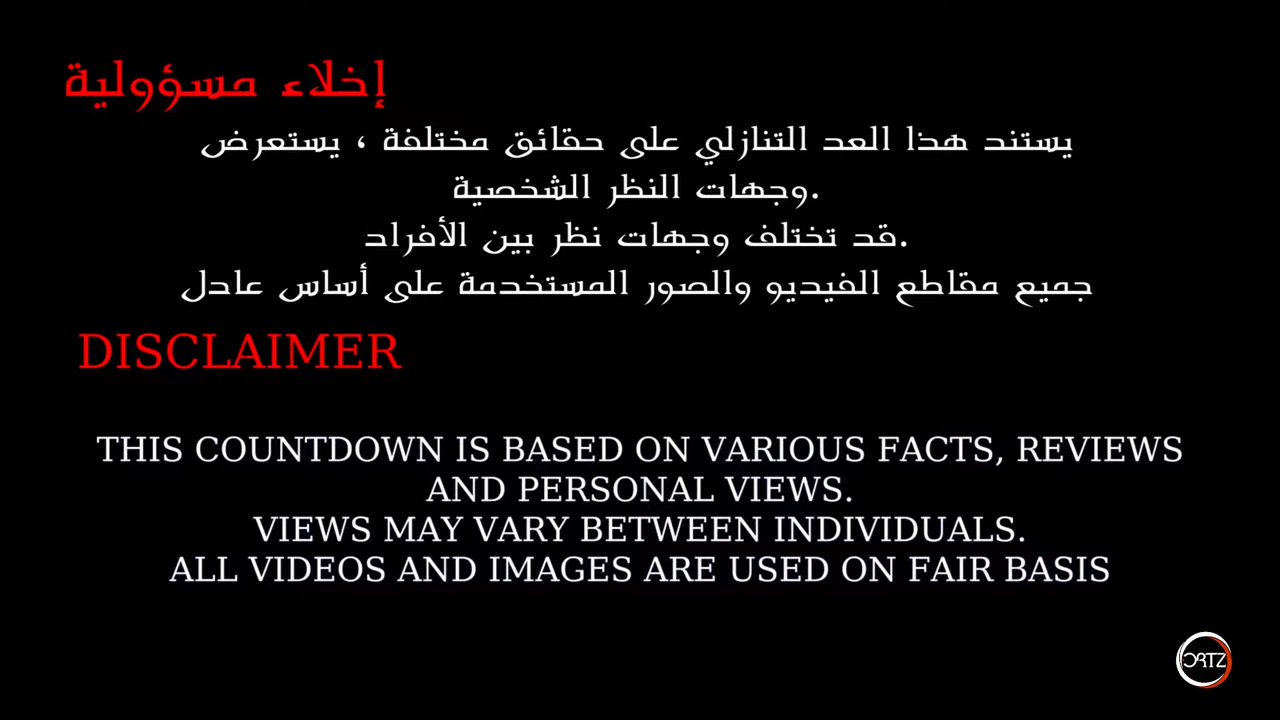 إخلاء مسؤولية
يستند هذا العد التنازلي على حقائق مختلفة ، يستعرض
وجهات النظر الشخصية.
قد تختلف وجهات نظر بين الأفراد.
جميع مقاطع الفيديو والصور المستخدمة على أساس عادل
DISCLAIMER
THIS COUNTDOWN IS BASED ON VARIOUS FACTS, REVIEWS
AND PERSONAL VIEWS.
VIEWS MAY VARY BETWEEN INDIVIDUALS.
ALL VIDEOS AND IMAGES ARE USED ON FAIR BASIS